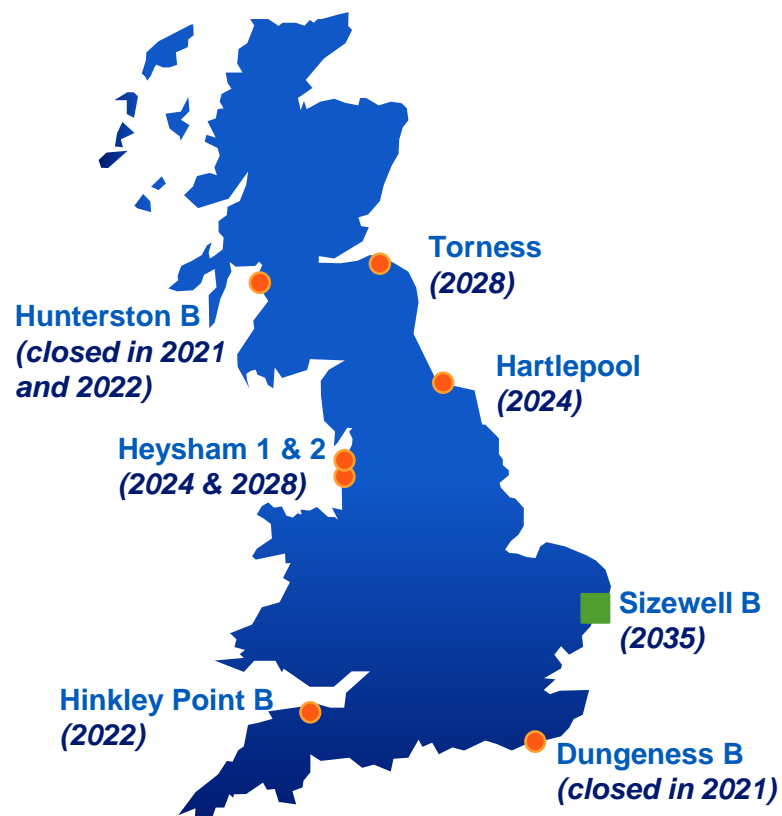 Torness
(2028)
Hunterston B
(closed in 2021
and 2022)
Hartlepool
(2024)
Heysham 1 & 2
(2024 & 2028)
Sizewell B
(2035)
Hinkley Point B
(2022)
Dungeness B
(closed in 2021)